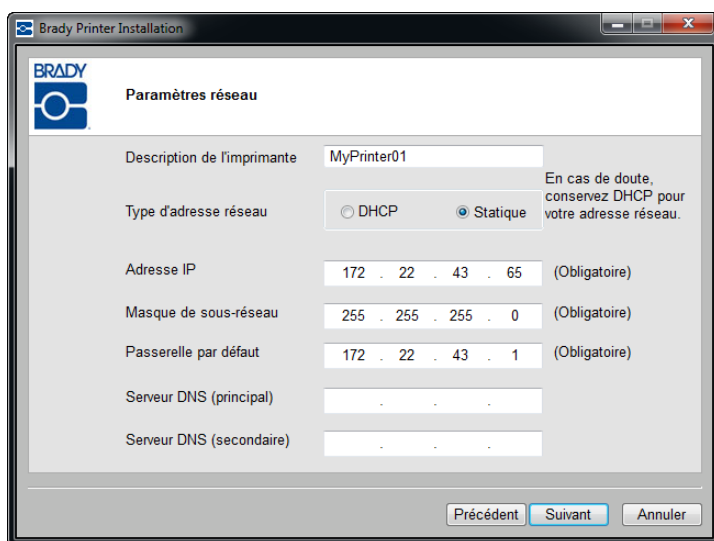 Brady Printer Installation
BRADY
Paramètres réseau
Description de l'imprimante MyPrinter01
En cas de doute,
conservez DHCP pour
votre adresse réseau.
Type d'adresse réseau DHCP Statique
Adresse IP 172 . 22 . 43 . 65 (Obligatoire)
Masque de sous-réseau 255 . 255 . 255 . 0 (Obligatoire)
Passerelle par défaut 172 . 22 . 43 . 1 (Obligatoire)
Serveur DNS (principal) . . .
Serveur DNS (secondaire) . . .
Précédent Suivant Annuler